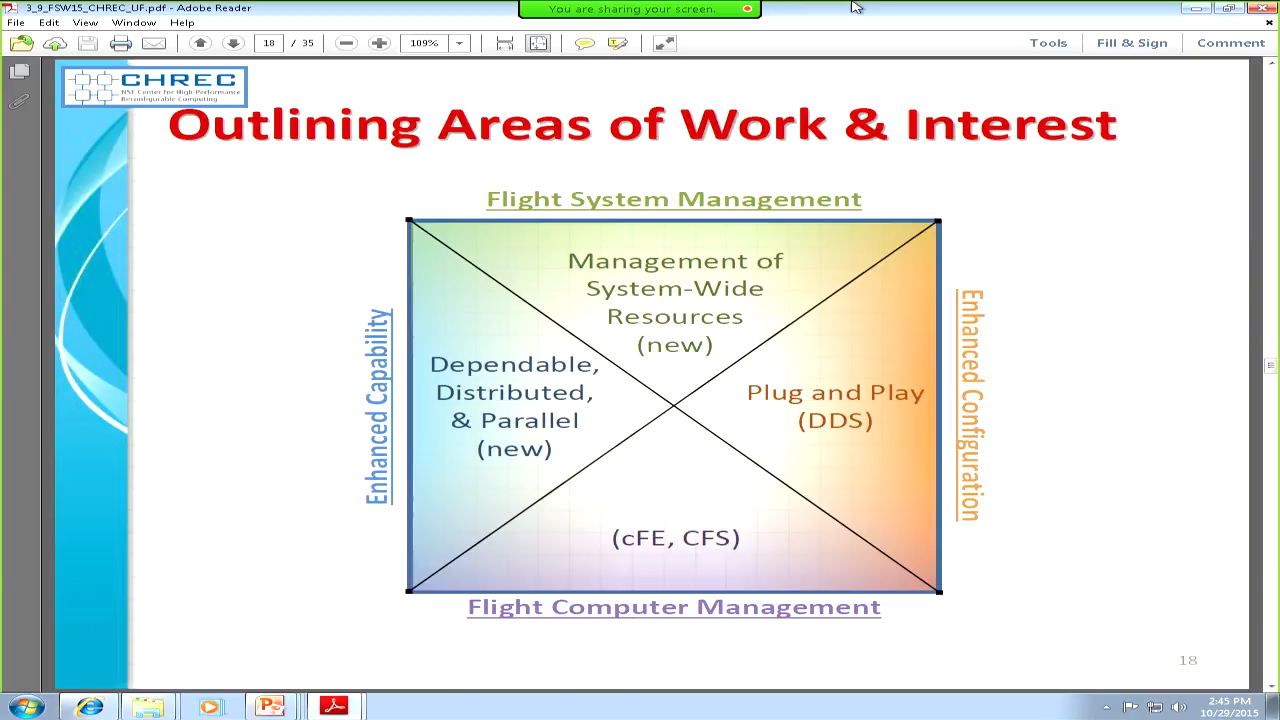 3_9_FSW15_CHREC_UF.pdf - Adobe Reader
You are sharing your screen.
File Edit View Window Help
18 / 35 109% Tools Fill & Sign Comment
CHREC
NSF Center for High-Performance
Reconfigurable Computing
Outlining Areas of Work & Interest
Flight System Management
Management of
System-Wide
Resources
(new)
Enhanced Capability
Dependable,
Distributed,
& Parallel
(new)
Plug and Play
(DDS)
Enhanced Configuration
(cFE, CFS)
Flight Computer Management
18
2:45 PM
10/29/2015